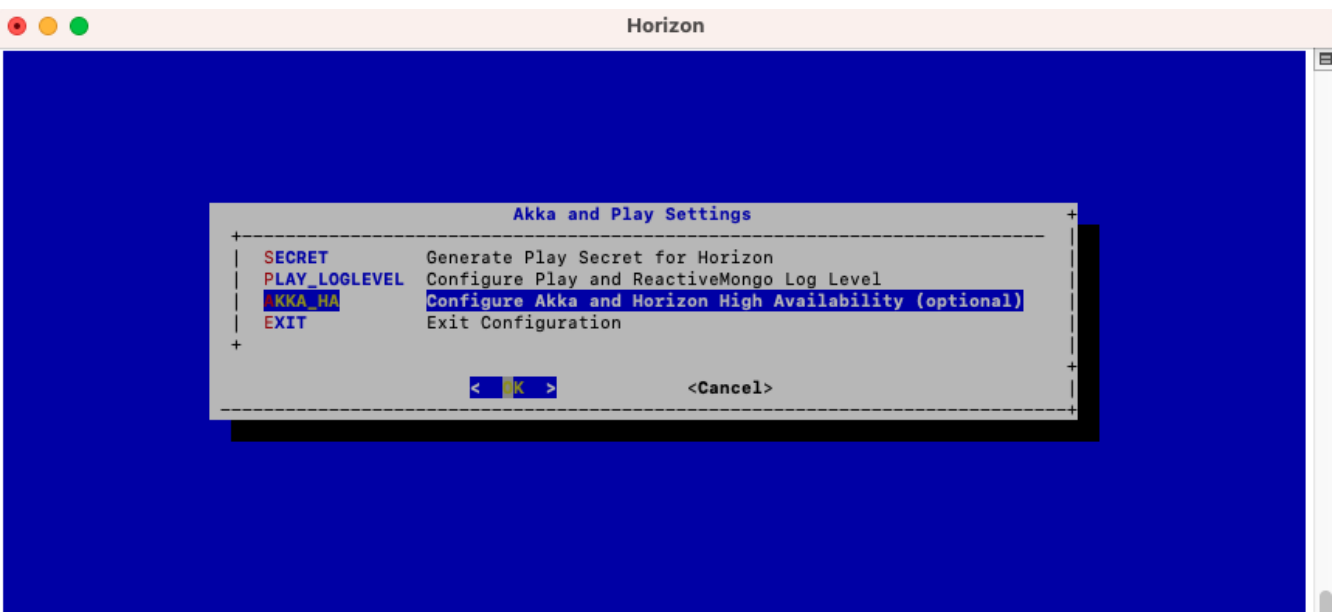 Horizon
Akka and Play Settings
SECRET Generate Play Secret for Horizon
PLAY_LOGLEVEL Configure Play and ReactiveMongo Log Level
AKKA_HA Configure Akka and Horizon High Availability (optional)
EXIT Exit Configuration
< OK > <Cancel>